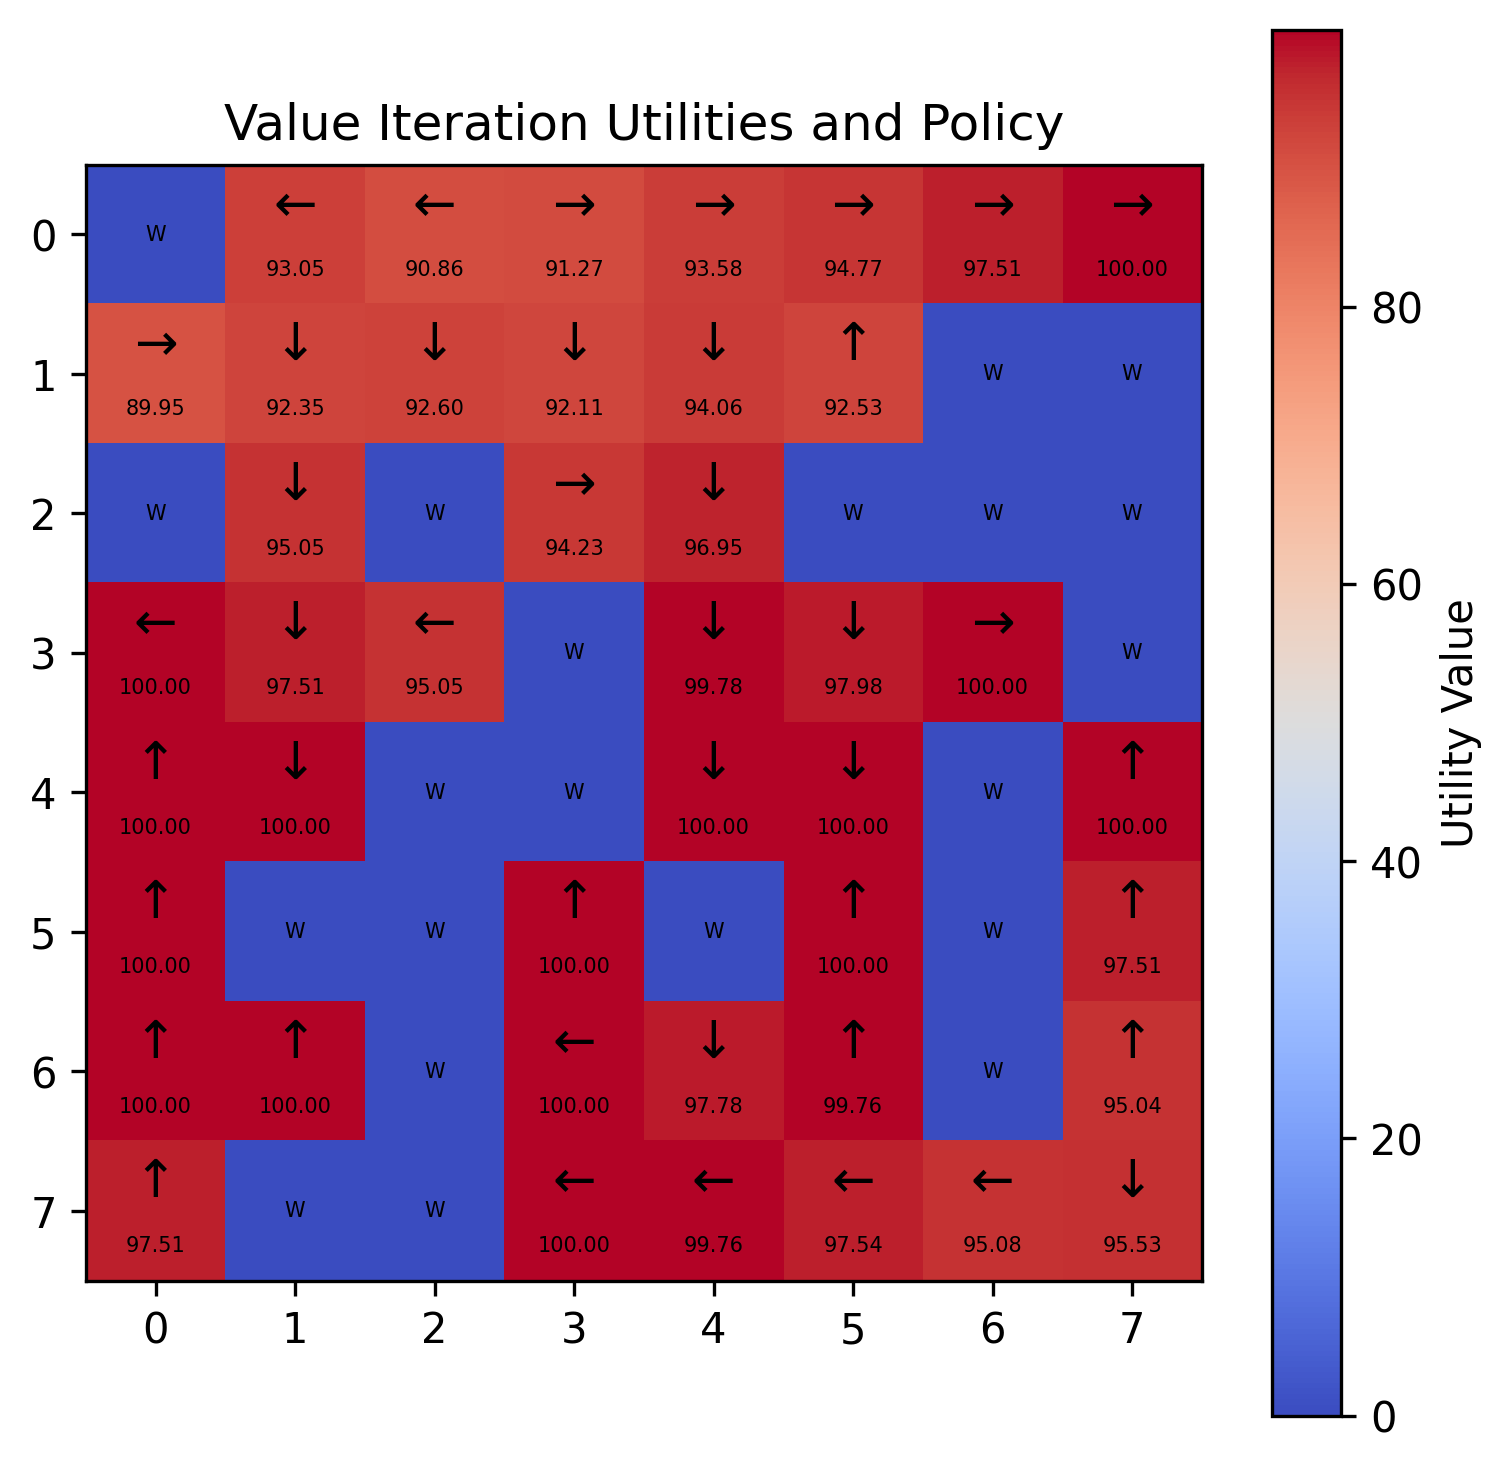 Value Iteration Utilities and Policy
0 W ← 93.05 ← 90.86 → 91.27 → 93.58 → 94.77 → 97.51 → 100.00
1 → 89.95 ↓ 92.35 ↓ 92.60 ↓ 92.11 ↓ 94.06 ↑ 92.53 W W
2 W ↓ 95.05 W → 94.23 ↓ 96.95 W W W
3 ← 100.00 ↓ 97.51 ← 95.05 W ↓ 99.78 ↓ 97.98 → 100.00 W
4 ↑ 100.00 ↓ 100.00 W W ↓ 100.00 ↓ 100.00 W ↑ 100.00
5 ↑ 100.00 W W ↑ 100.00 W ↑ 100.00 W ↑ 97.51
6 ↑ 100.00 ↑ 100.00 W ← 100.00 ↓ 97.78 ↑ 99.76 W ↑ 95.04
7 ↑ 97.51 W W ← 100.00 ← 99.76 ← 97.54 ← 95.08 ↓ 95.53
0 1 2 3 4 5 6 7
80
60
40
20
0
Utility Value